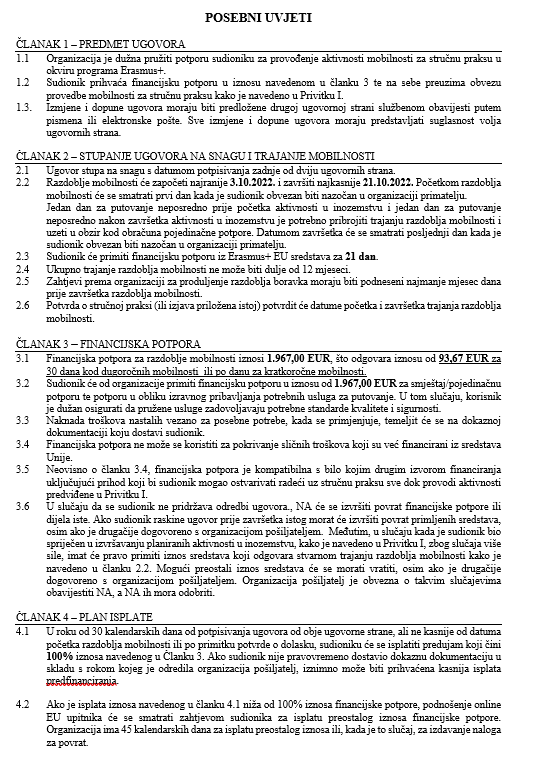 POSEBNI UVJETI
ČLANAK 1 – PREDMET UGOVORA
1.1 Organizacija je dužna pružiti potporu sudioniku za provođenje aktivnosti mobilnosti za stručnu praksu u
okviru programa Erasmus+.
1.2 Sudionik prihvaća financijsku potporu u iznosu navedenom u članku 3 te na sebe preuzima obvezu
provedbe mobilnosti za stručnu praksu kako je navedeno u Privitku I.
1.3. Izmjene i dopune ugovora moraju biti predložene drugoj ugovornoj strani službenom obavijesti putem
pismena ili elektronske pošte. Sve izmjene i dopune ugovora moraju predstavljati suglasnost volja
ugovornih strana.
ČLANAK 2 – STUPANJE UGOVORA NA SNAGU I TRAJANJE MOBILNOSTI
2.1 Ugovor stupa na snagu s datumom potpisivanja zadnje od dviju ugovornih strana.
2.2 Razdoblje mobilnosti će započeti najranije 3.10.2022. i završiti najkasnije 21.10.2022. Početkom razdoblja
mobilnosti će se smatrati prvi dan kada je sudionik obvezan biti nazočan u organizaciji primatelju.
Jedan dan za putovanje neposredno prije početka aktivnosti u inozemstvu i jedan dan za putovanje
neposredno nakon završetka aktivnosti u inozemstvu je potrebno pribrojiti trajanju razdoblja mobilnosti i
uzeti u obzir kod obračuna pojedinačne potpore. Datumom završetka će se smatrati posljednji dan kada je
sudionik obvezan biti nazočan u organizaciji primatelju.
2.3 Sudionik će primiti financijsku potporu iz Erasmus+ EU sredstava za 21 dan.
2.4 Ukupno trajanje razdoblja mobilnosti ne može biti dulje od 12 mjeseci.
2.5 Zahtjevi prema organizaciji za produljenje razdoblja boravka moraju biti podneseni najmanje mjesec dana
prije završetka razdoblja mobilnosti.
2.6 Potvrda o stručnoj praksi (ili izjava priložena istoj) potvrdit će datume početka i završetka trajanja razdoblja
mobilnosti.
ČLANAK 3 – FINANCIJSKA POTPORA
3.1 Financijska potpora za razdoblje mobilnosti iznosi 1.967,00 EUR, što odgovara iznosu od 93,67 EUR za
30 dana kod dugoročnih mobilnosti ili po danu za kratkoročne mobilnosti.
3.2 Sudionik će od organizacije primiti financijsku potporu u iznosu od 1.967,00 EUR za smještaj/pojedinačnu
potporu te potporu u obliku izravnog pribavljanja potrebnih usluga za putovanje. U tom slučaju, korisnik
je dužan osigurati da pružene usluge zadovoljavaju potrebne standarde kvalitete i sigurnosti.
3.3 Naknada troškova nastalih vezano za posebne potrebe, kada se primjenjuje, temeljit će se na dokaznoj
dokumentaciji koju dostavi sudionik.
3.4 Financijska potpora ne može se koristiti za pokrivanje sličnih troškova koji su već financirani iz sredstava
Unije.
3.5 Neovisno o članku 3.4, financijska potpora je kompatibilna s bilo kojim drugim izvorom financiranja
uključujući prihod koji bi sudionik mogao ostvarivati radeći uz stručnu praksu sve dok provodi aktivnosti
predviđene u Privitku I.
3.6 U slučaju da se sudionik ne pridržava odredbi ugovora., NA će se izvršiti povrat financijske potpore ili
dijela iste. Ako sudionik raskine ugovor prije završetka istog morat će izvršiti povrat primljenih sredstava,
osim ako je drugačije dogovoreno s organizacijom pošiljateljem. Međutim, u slučaju kada je sudionik bio
spriječen u izvršavanju planiranih aktivnosti u inozemstvu, kako je navedeno u Privitku I, zbog slučaja više
sile, imat će pravo primiti iznos sredstava koji odgovara stvarnom trajanju razdoblja mobilnosti kako je
navedeno u članku 2.2. Mogući preostali iznos sredstava će se morati vratiti, osim ako je drugačije
dogovoreno s organizacijom pošiljateljem. Organizacija pošiljatelj je obvezna o takvim slučajevima
obavijestiti NA, a NA ih mora odobriti.
ČLANAK 4 – PLAN ISPLATE
4.1 U roku od 30 kalendarskih dana od potpisivanja ugovora od obje ugovorne strane, ali ne kasnije od datuma
početka razdoblja mobilnosti ili po primitku potvrde o dolasku, sudioniku će se isplatiti predujam koji čini
100% iznosa navedenog u Članku 3. Ako sudionik nije pravovremeno dostavio dokaznu dokumentaciju u
skladu s rokom kojeg je odredila organizacija pošiljatelj, iznimno može biti prihvaćena kasnija isplata
predfinanciranja.
4.2 Ako je isplata iznosa navedenog u članku 4.1 niža od 100% iznosa financijske potpore, podnošenje online
EU upitnika će se smatrati zahtjevom sudionika za isplatu preostalog iznosa financijske potpore.
Organizacija ima 45 kalendarskih dana za isplatu preostalog iznosa ili, kada je to slučaj, za izdavanje naloga
za povrat.